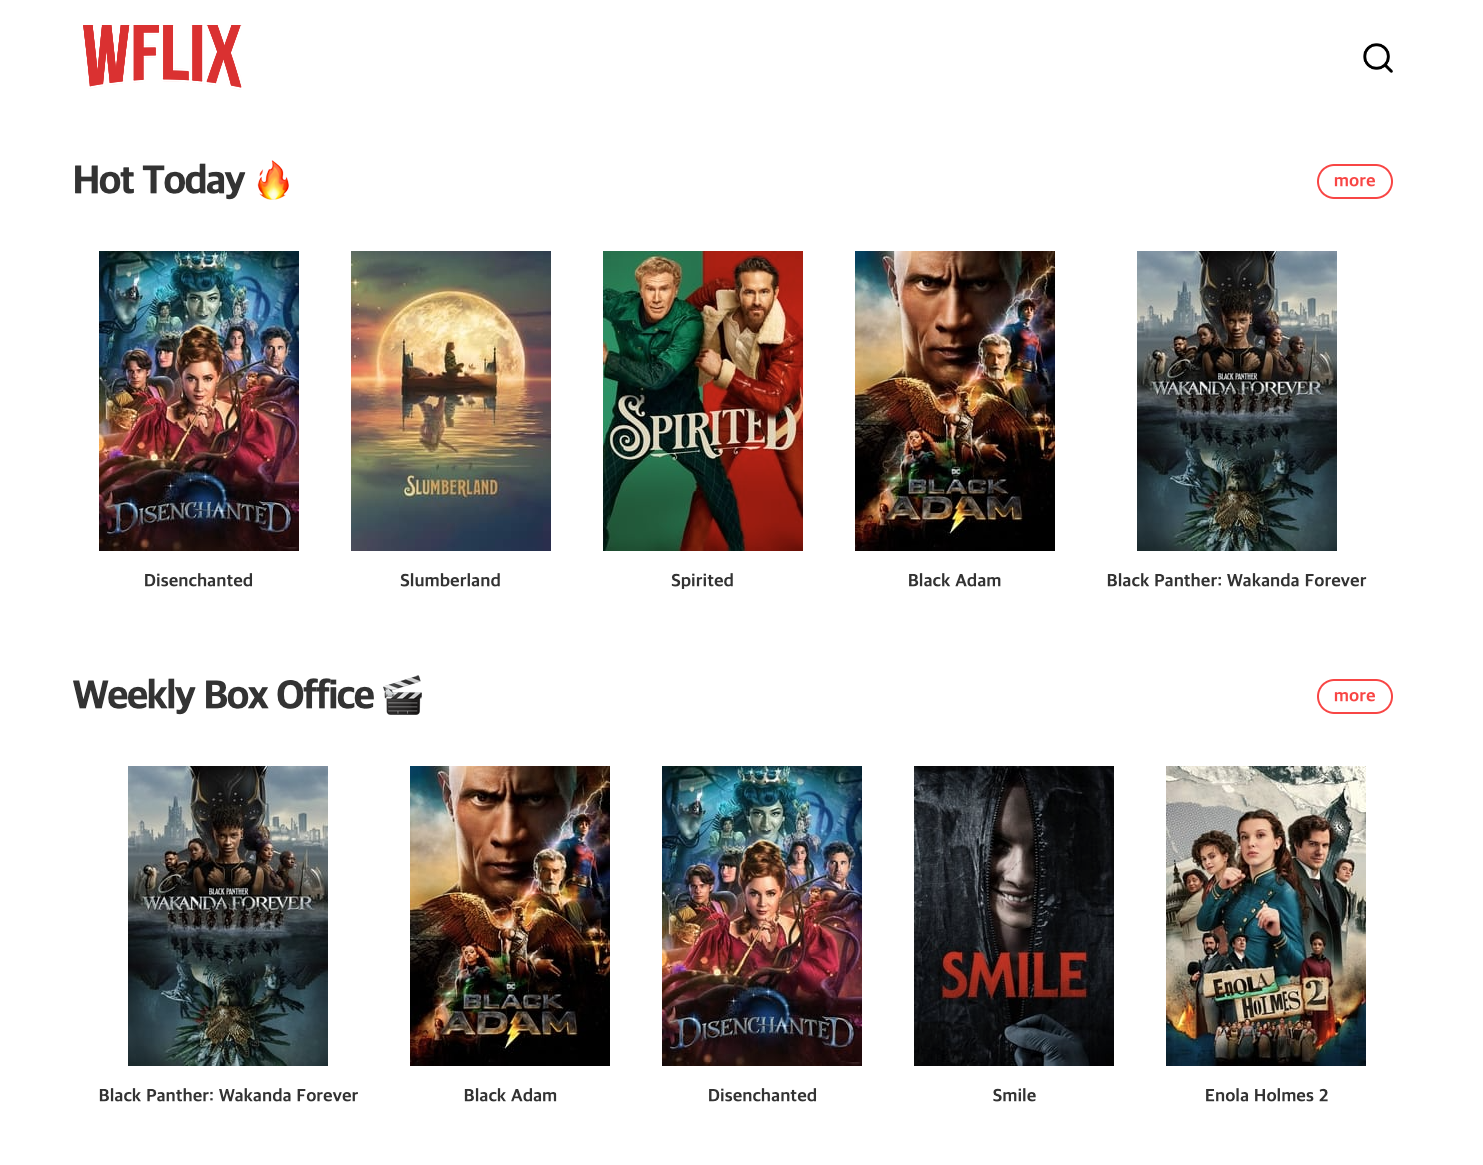 WFLIX
Hot Today 🔥
more
DISENCHANTED
SLUMBERLAND
SPIRITED
DC
BLACK
ADAM
BLACK PANTHER
WAKANDA FOREVER
Disenchanted
Slumberland
Spirited
Black Adam
Black Panther: Wakanda Forever
Weekly Box Office 🎬
more
BLACK PANTHER
WAKANDA FOREVER
DC
BLACK
ADAM
DISENCHANTED
SMILE
ENOLA
HOLMES 2
Black Panther: Wakanda Forever
Black Adam
Disenchanted
Smile
Enola Holmes 2